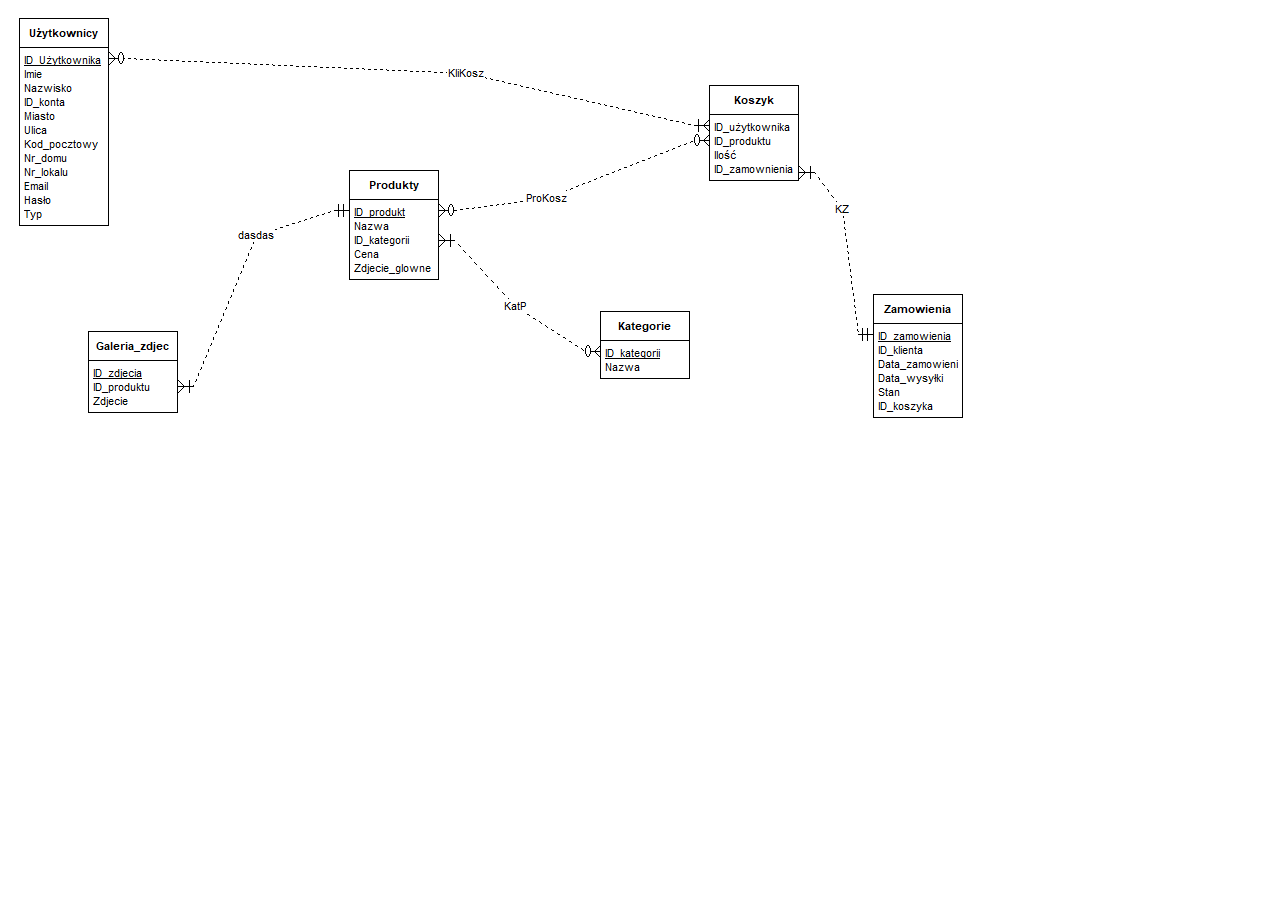 Użytkownicy
ID_Użytkownika
Imie
Nazwisko
ID_konta
Miasto
Ulica
Kod_pocztowy
Nr_domu
Nr_lokalu
Email
Hasło
Typ
KliKosz
Koszyk
ID_użytkownika
ID_produktu
Ilość
ID_zamownienia
Produkty
ID_produkt
Nazwa
ID_kategorii
Cena
Zdjecie_glowne
ProKosz
KZ
dasdas
KatP
Kategorie
ID_kategorii
Nazwa
Zamowienia
ID_zamowienia
ID_klienta
Data_zamowieni
Data_wysyłki
Stan
ID_koszyka
Galeria_zdjec
ID_zdjecia
ID_produktu
Zdjecie